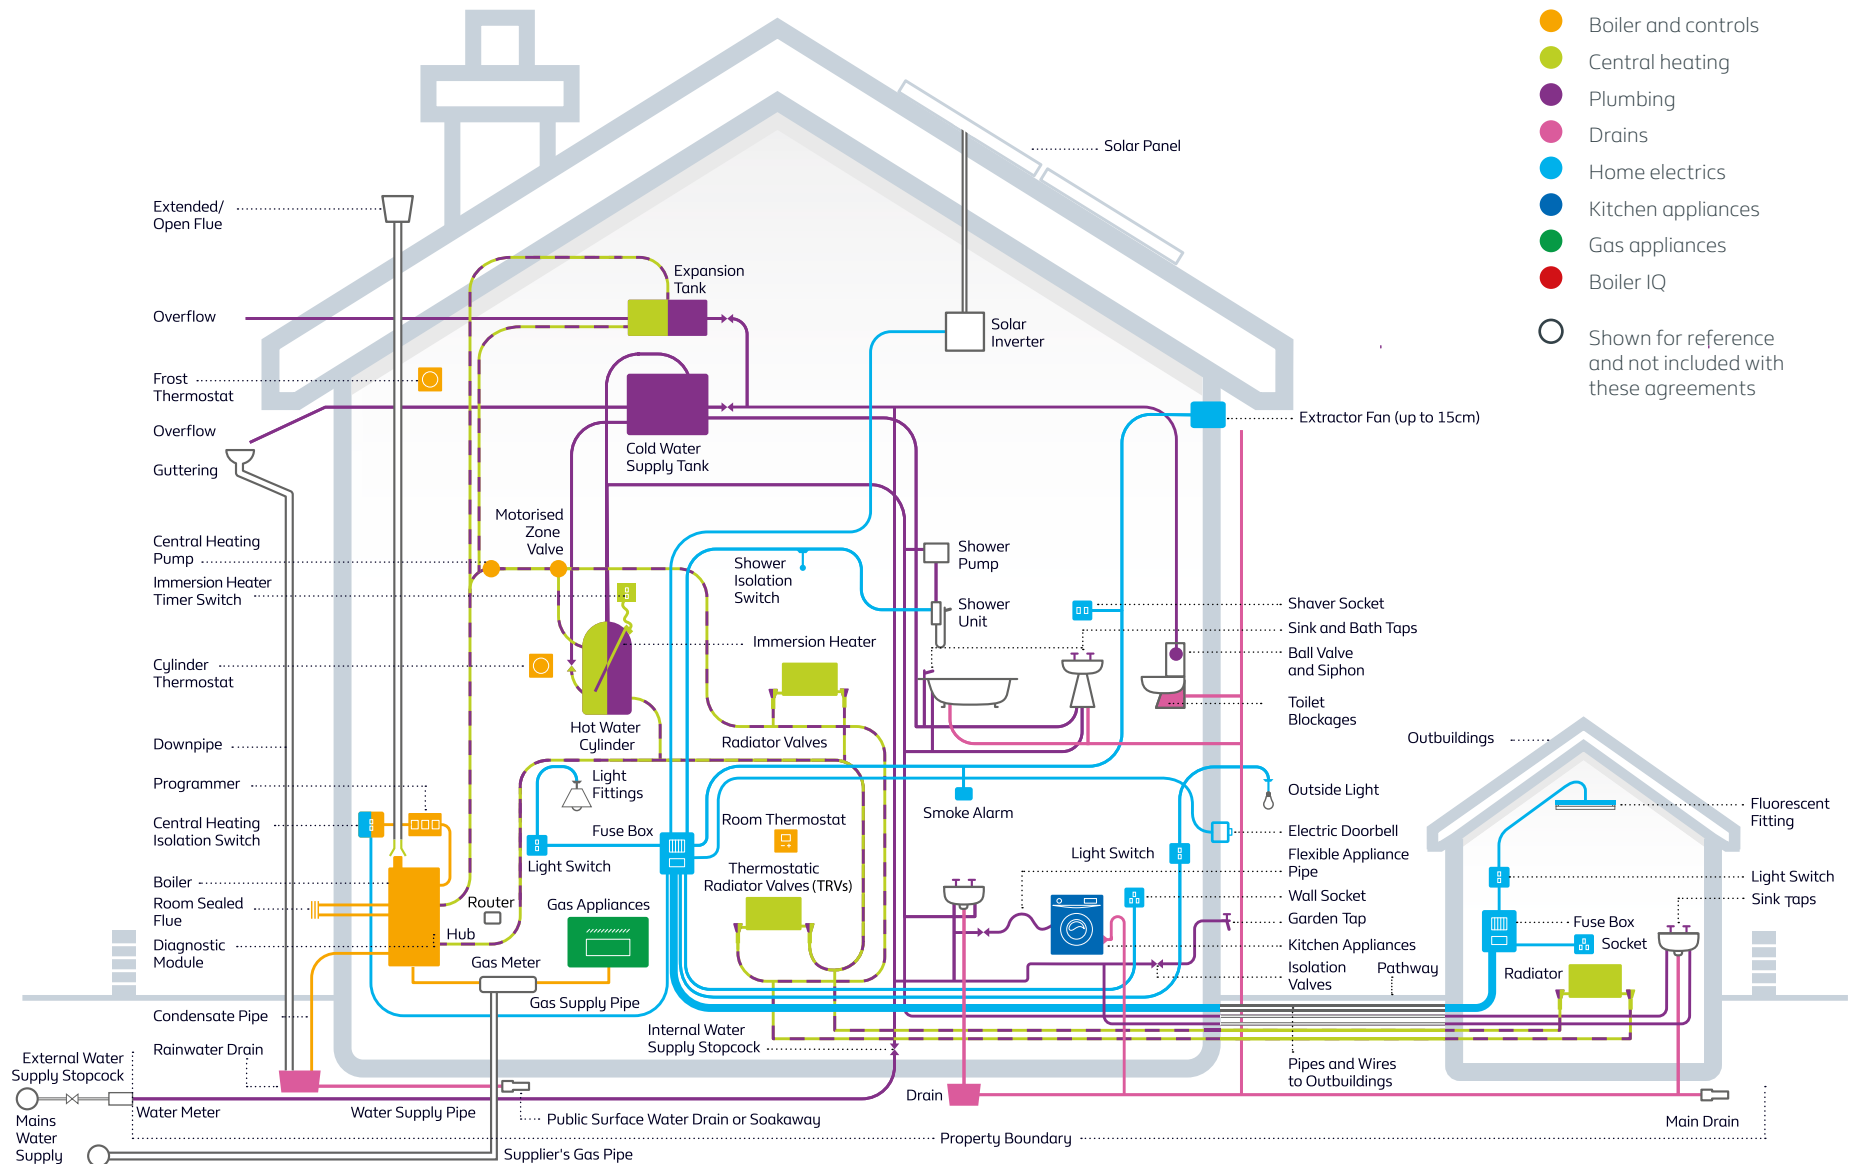 Boiler and controls
Central heating
Plumbing
Drains
Home electrics
Kitchen appliances
Gas appliances
Boiler IQ
Shown for reference
and not included with
these agreements
Solar Panel
Extended/
Open Flue
Expansion
Tank
Overflow
Solar
Inverter
Frost
Thermostat
Extractor Fan (up to 15cm)
Overflow
Cold Water
Supply Tank
Guttering
Motorised
Zone
Valve
Central Heating
Pump
Immersion Heater
Timer Switch
Shower
Isolation
Switch
Shower
Pump
Shower
Unit
Shaver Socket
Sink and Bath Taps
Immersion Heater
Ball Valve
and Siphon
Cylinder
Thermostat
Toilet
Blockages
Hot Water
Cylinder
Radiator Valves
Downpipe
Outbuildings
Programmer
Light
Fittings
Outside Light
Smoke Alarm
Fluorescent
Fitting
Central Heating
Isolation Switch
Fuse Box
Room Thermostat
Electric Doorbell
Light Switch
Light Switch
Flexible Appliance
Pipe
Thermostatic
Radiator Valves (TRVs)
Boiler
Light Switch
Room Sealed
Flue
Router
Gas Appliances
Wall Socket
Sink Taps
Garden Tap
Fuse Box
Hub
Diagnostic
Module
Kitchen Appliances
Socket
Gas Meter
Isolation
Valves
Pathway
Radiator
Gas Supply Pipe
Condensate Pipe
Internal Water
Supply Stopcock
Rainwater Drain
External Water
Supply Stopcock
Pipes and Wires
to Outbuildings
Drain
Water Meter
Water Supply Pipe
Public Surface Water Drain or Soakaway
Main Drain
Mains
Water
Supply
Property Boundary
Supplier's Gas Pipe